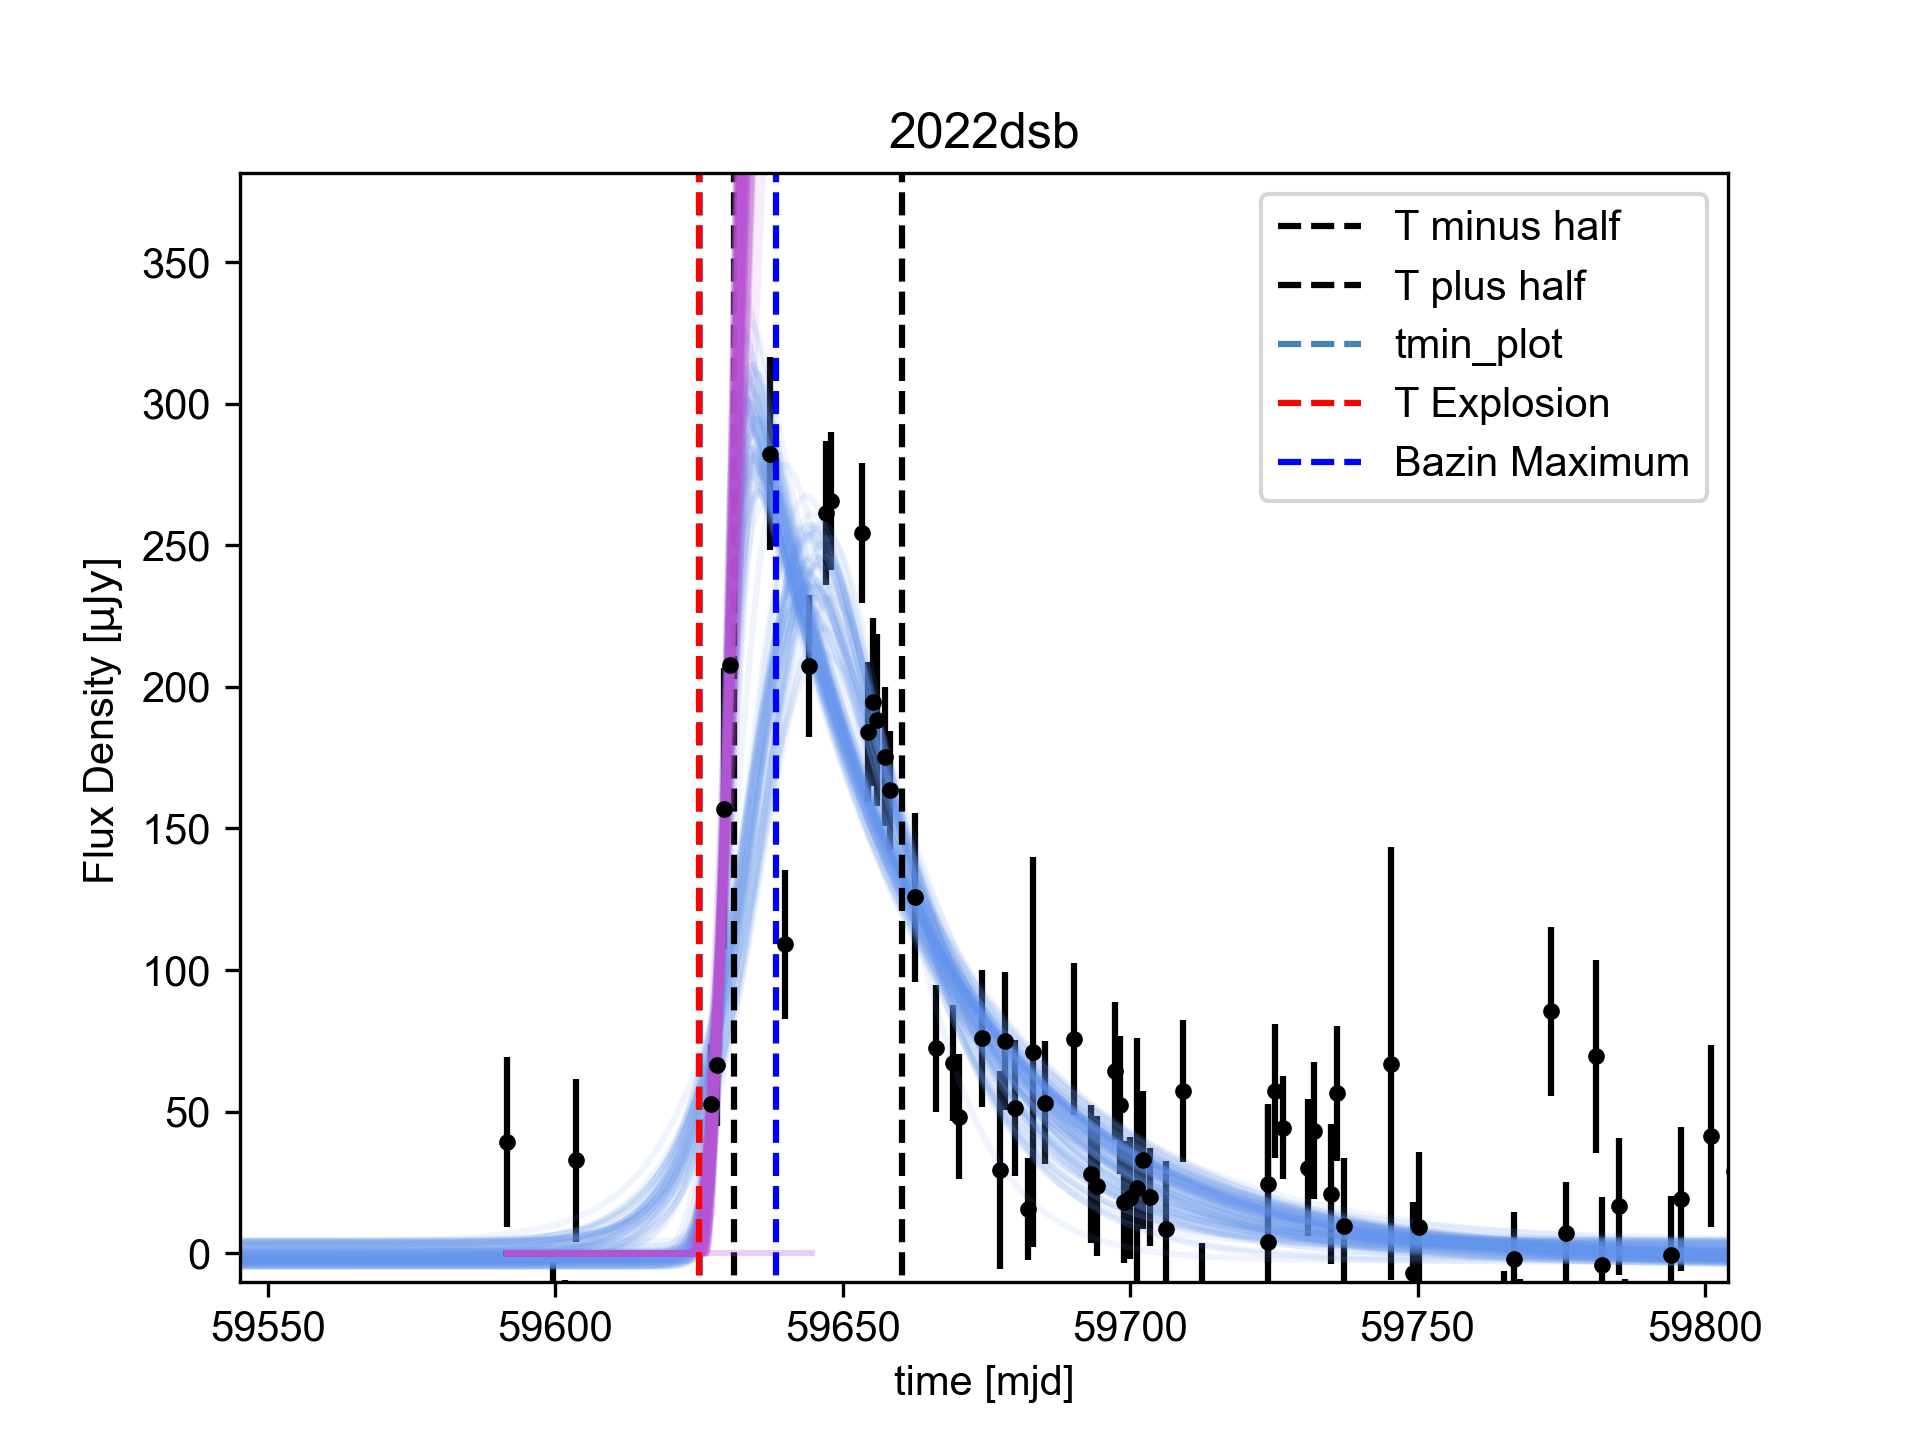 2022dsb
T minus half
T plus half
tmin_plot
T Explosion
Bazin Maximum
Flux Density [µJy]
350
300
250
200
150
100
50
0
59550
59600
59650
59700
59750
59800
time [mjd]